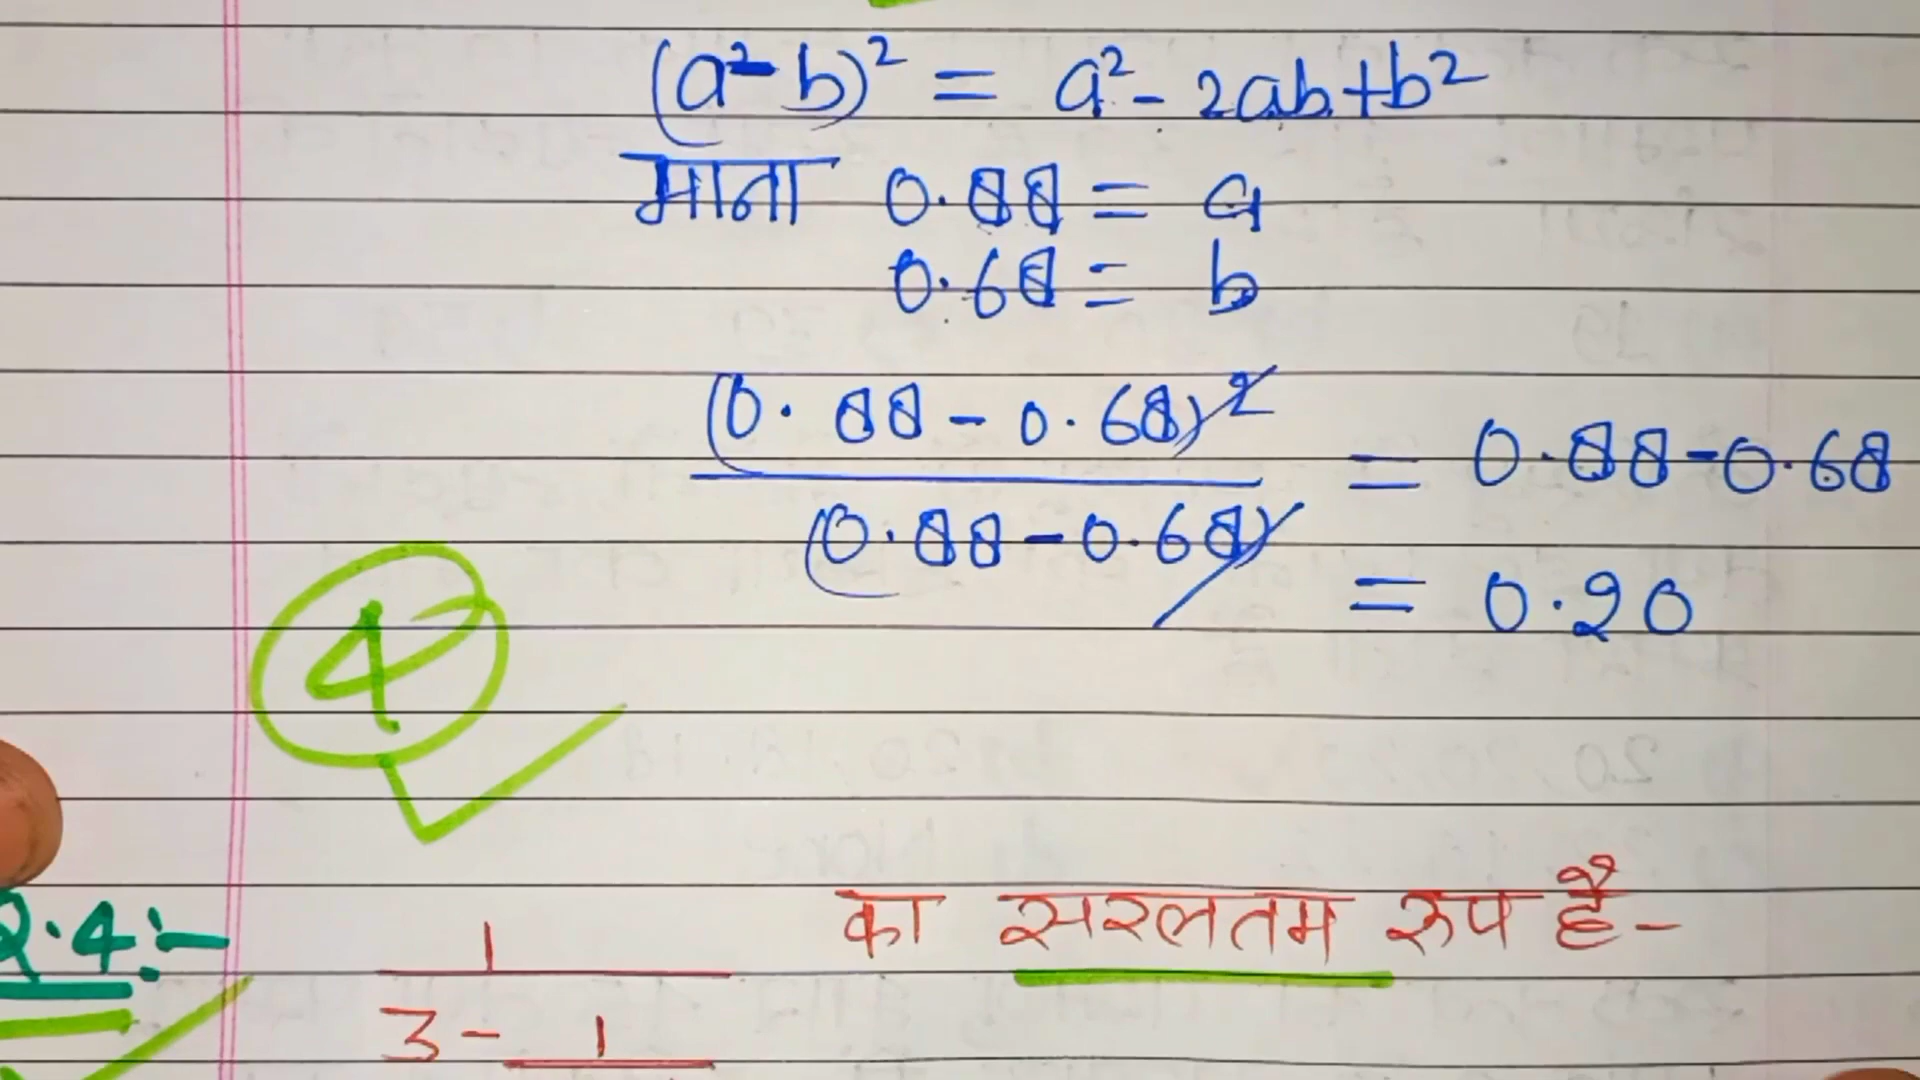 (a²-b)² = a²-2ab+b²
माना 0.88 = a
0.68 = b
(0.88-0.68)² / (0.88-0.68) = 0.88-0.68
= 0.20
4
Q.4:- 1 का सरलतम रूप है-
3- 1